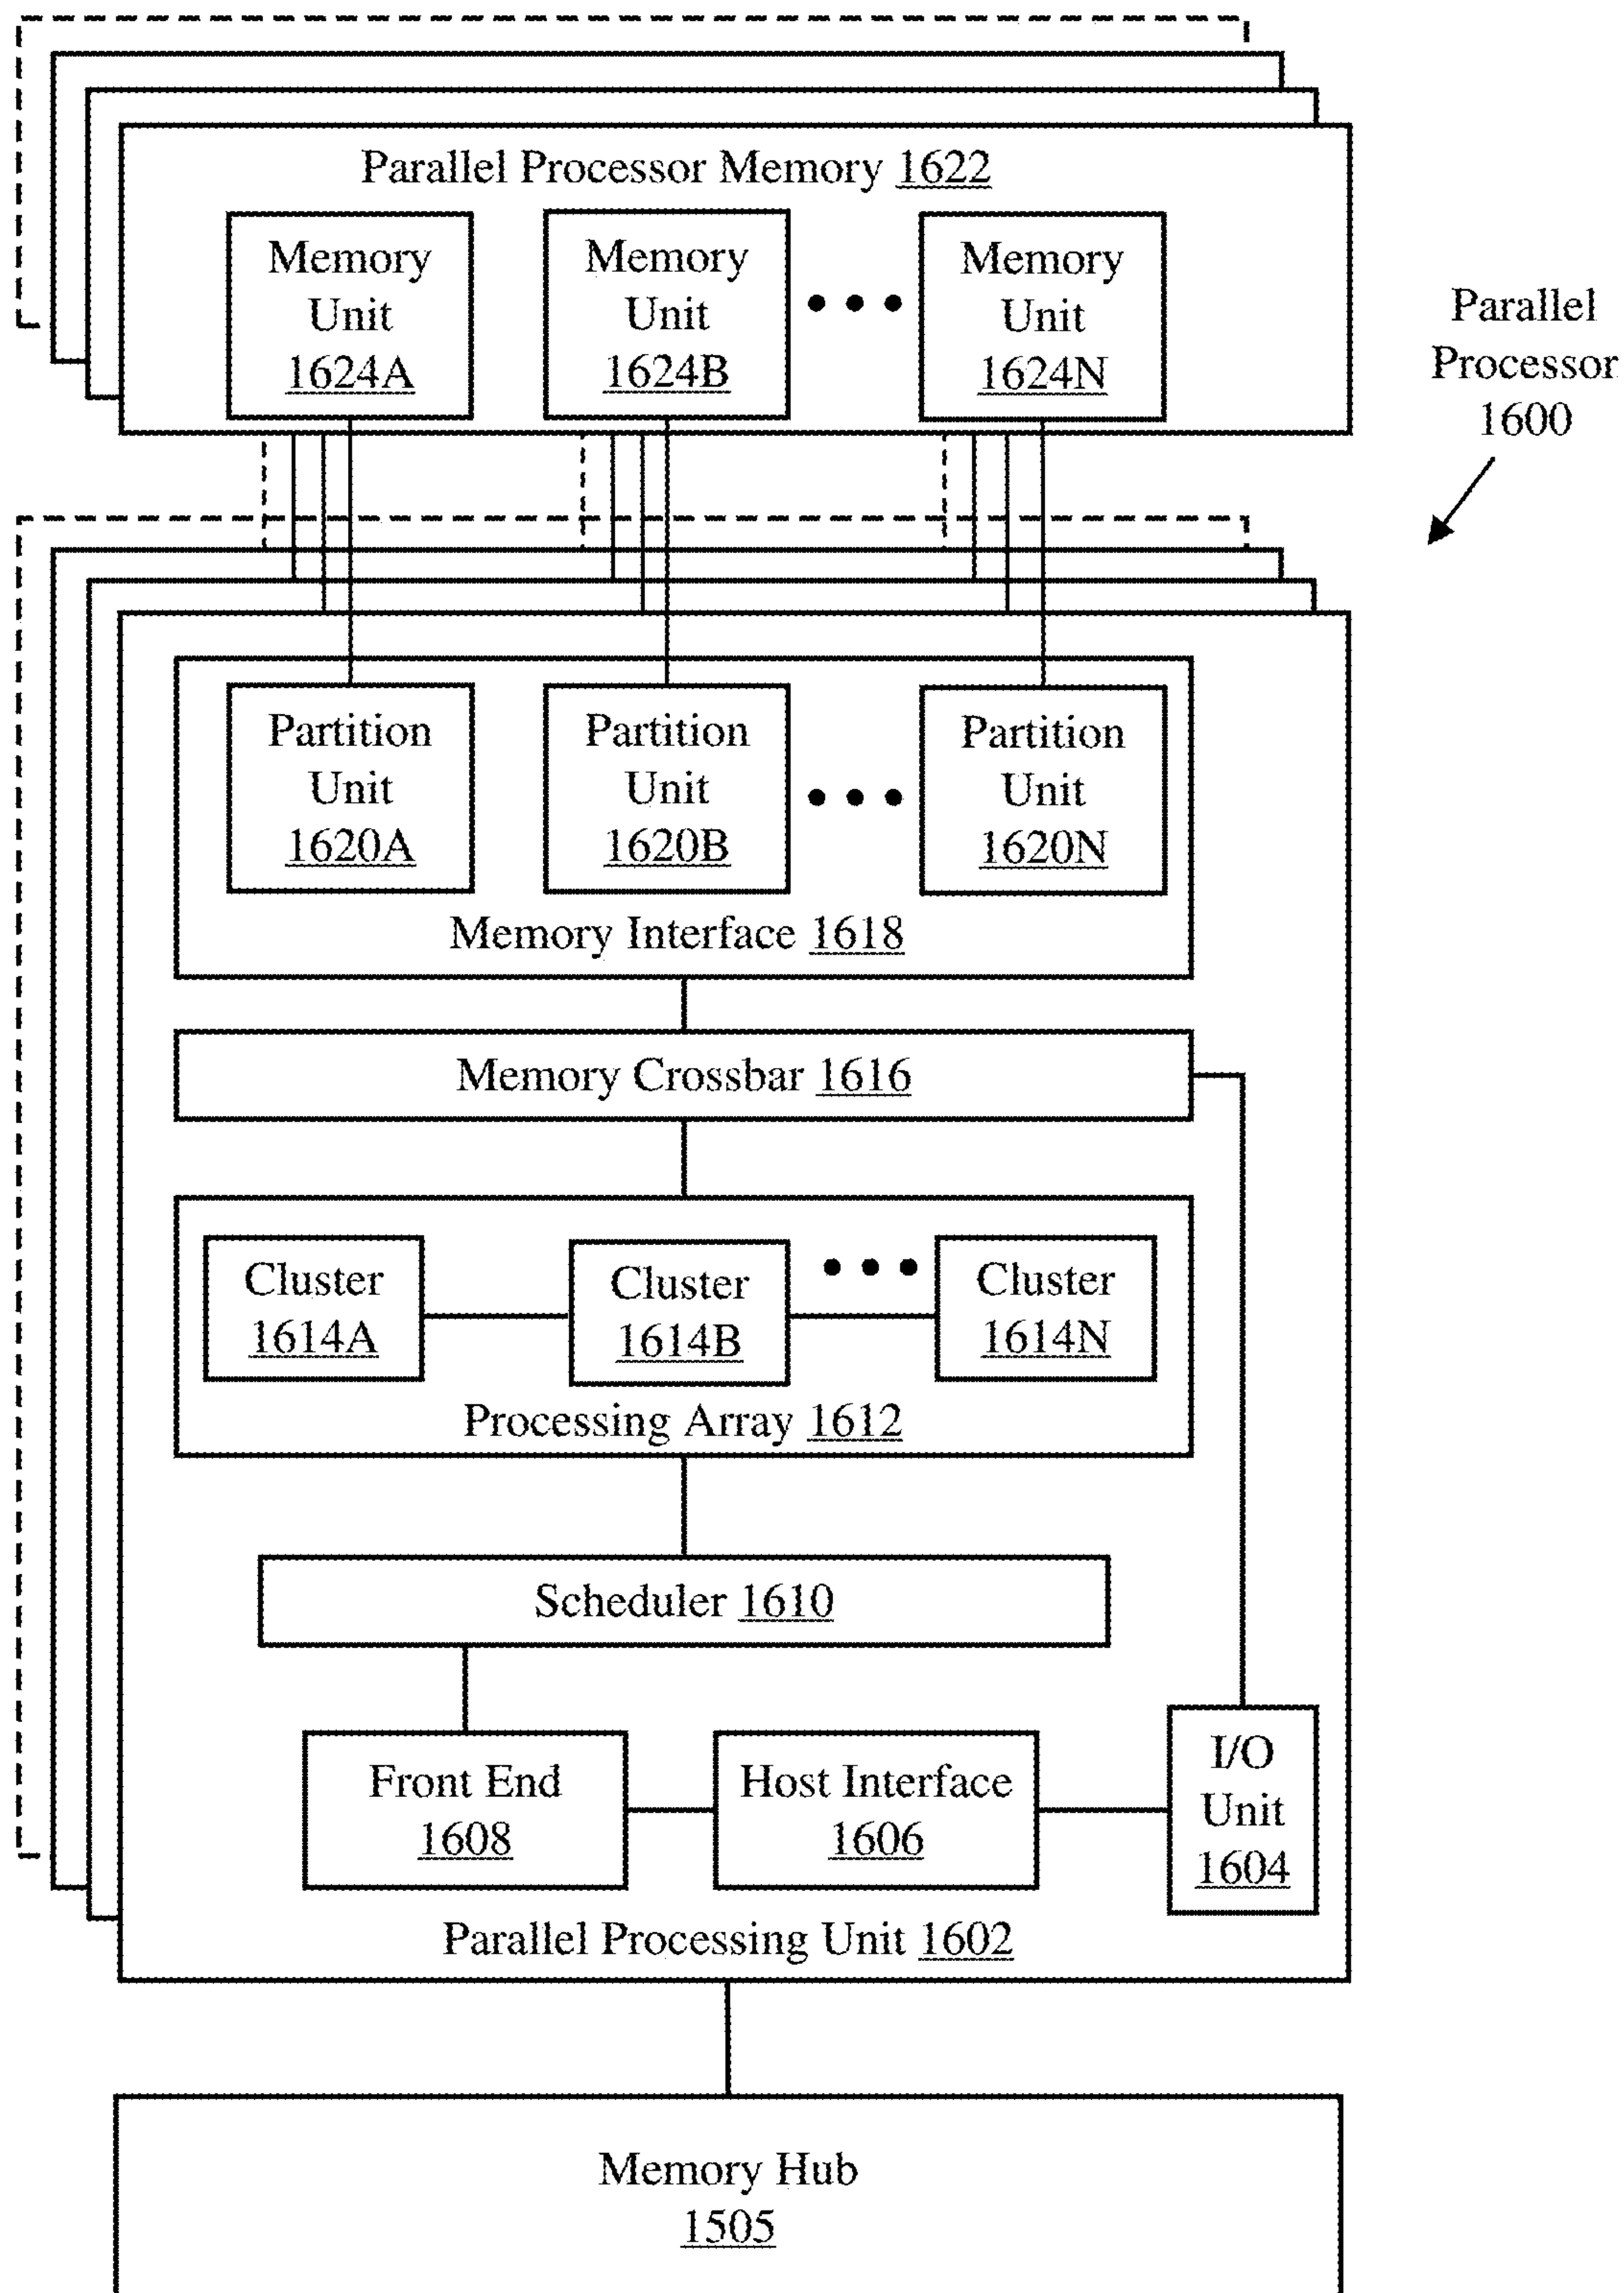 Parallel Processor Memory 1622
Memory
Unit
1624A
Memory
Unit
1624B
Memory
Unit
1624N
Parallel
Processor
1600
Partition
Unit
1620A
Partition
Unit
1620B
Partition
Unit
1620N
Memory Interface 1618
Memory Crossbar 1616
Cluster
1614A
Cluster
1614B
Cluster
1614N
Processing Array 1612
Scheduler 1610
Front End
1608
Host Interface
1606
I/O
Unit
1604
Parallel Processing Unit 1602
Memory Hub
1505